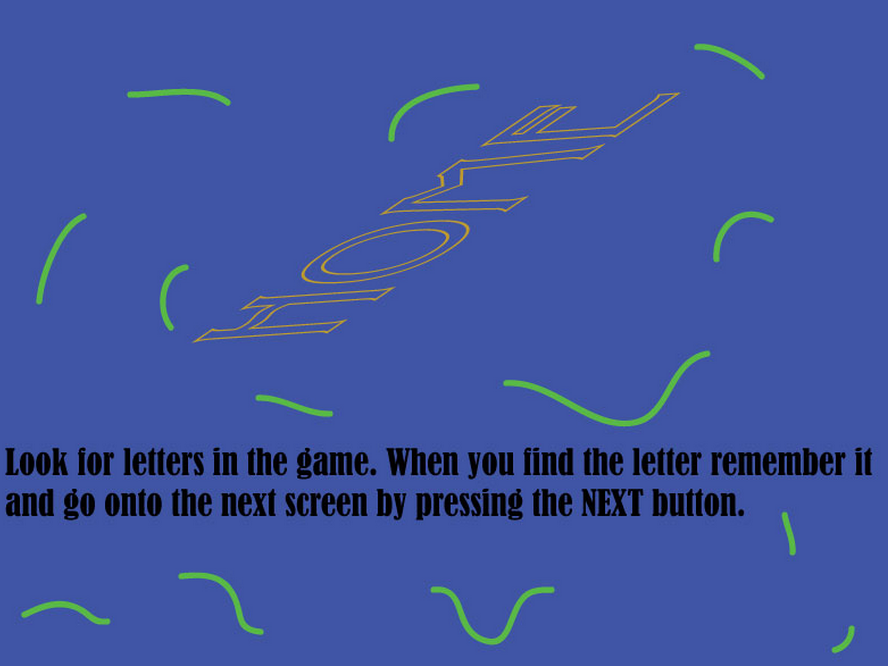 Look for letters in the game. When you find the letter remember it
and go onto the next screen by pressing the NEXT button.